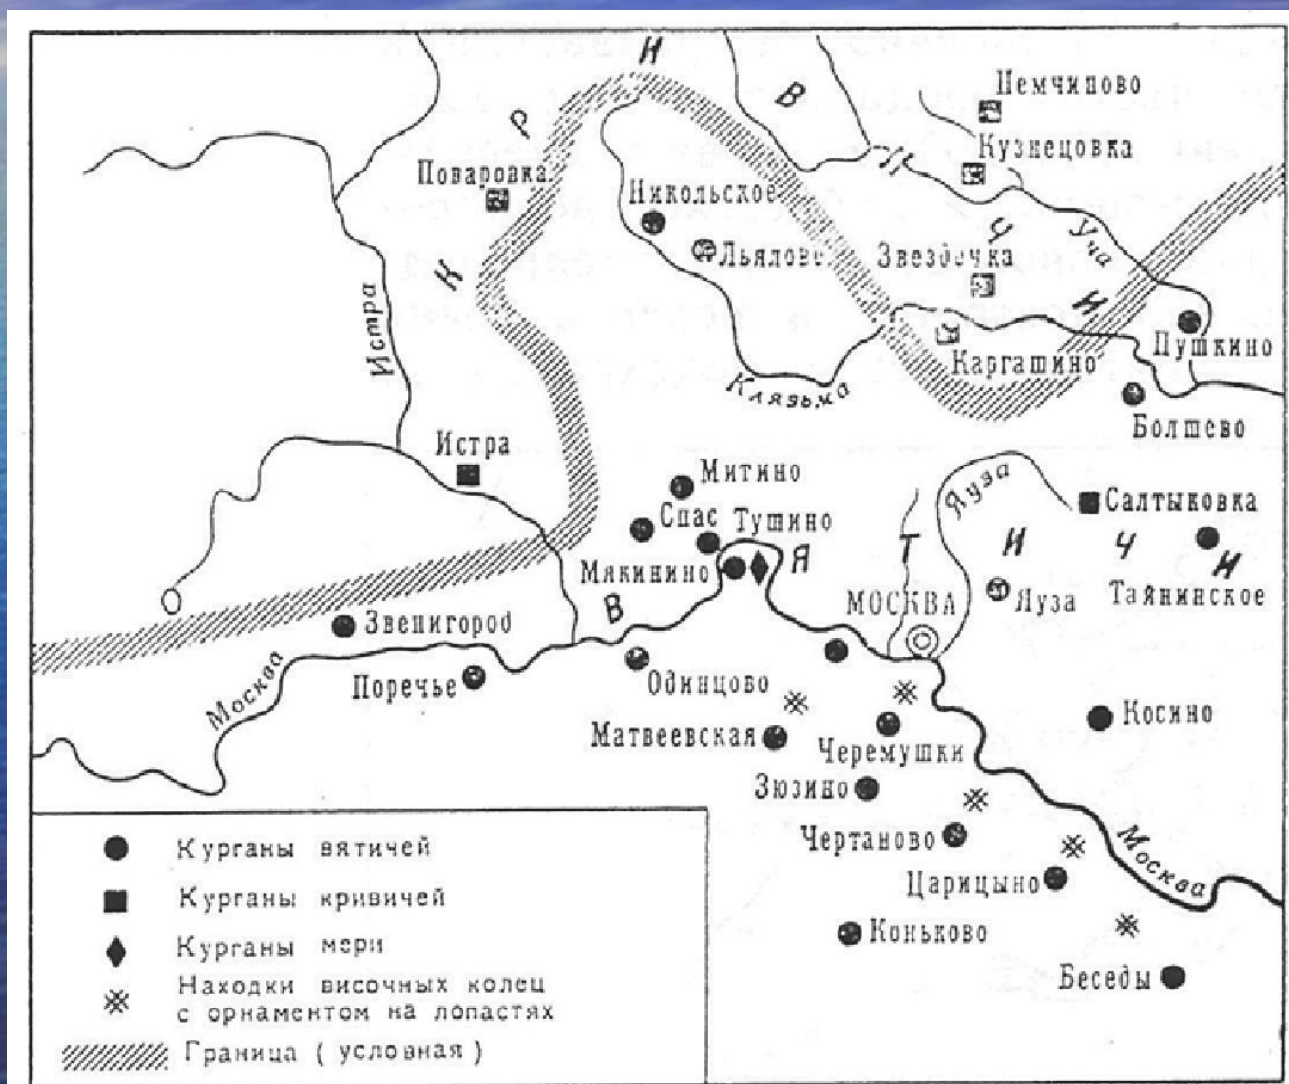 К Р И В И Ч И
Немчиново
Кузнецовка
Поваровка
Никольское
Льялове
Звездочка
Уча
Истра
Пушкино
Каргашино
Клязьма
Болшево
Истра
Митино
Яуза
Салтыковка
Спас
Тушино
В Я Т И Ч И
Мякинино
МОСКВА
Яуза
Тайнинское
Звенигород
Поречье
Одинцово
Москва
Косино
Матвеевская
Черемушки
Зюзино
Чертаново
Москва
Царицыно
Коньково
Беседы
Курганы вятичей
Курганы кривичей
Курганы мери
Находки височных колец
с орнаментом на лопастях
Граница ( условная )